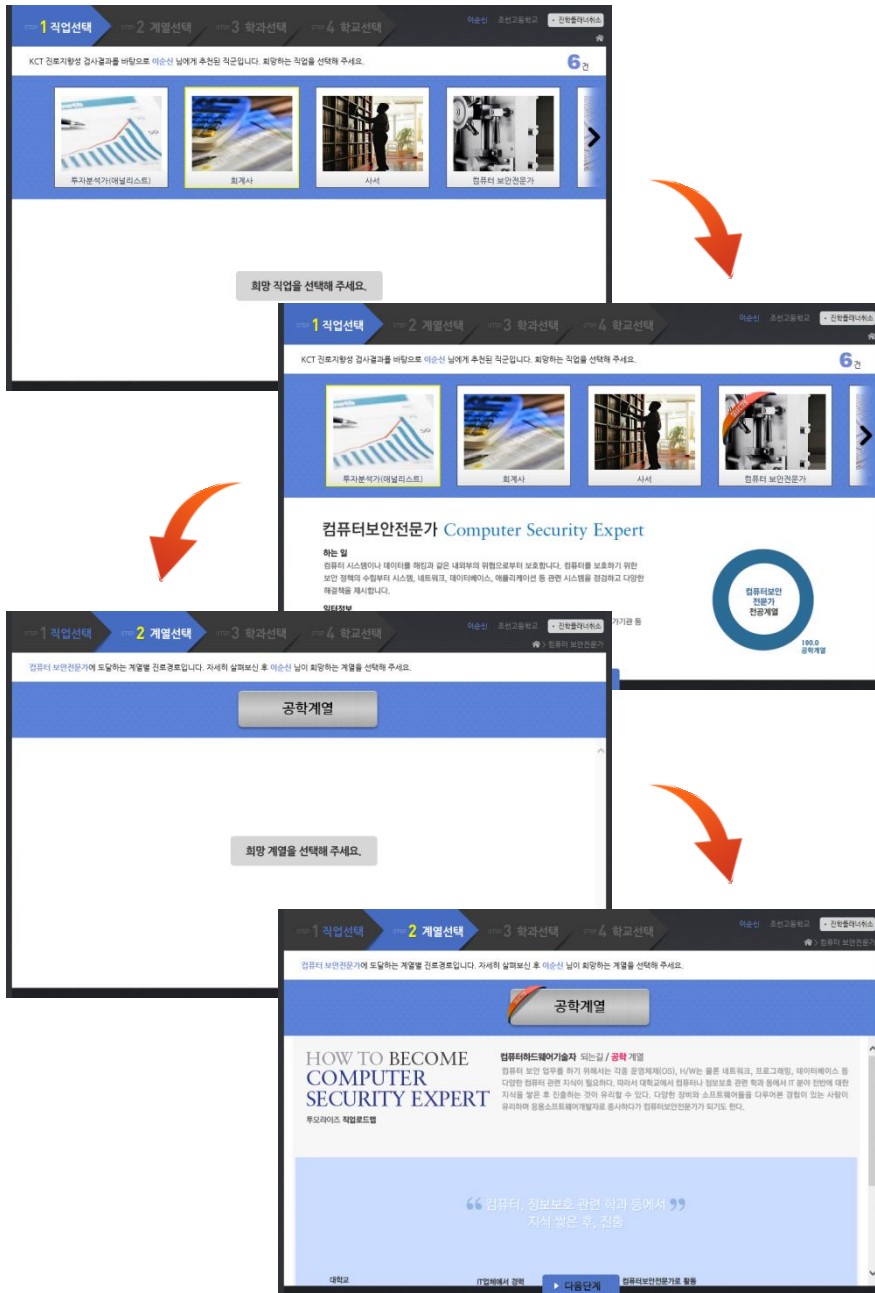 STEP 1 직업선택 STEP 2 계열선택 STEP 3 학과선택 STEP 4 학교선택
이순신 조선고등학교 진학플래너취소
KCT 진로지향성 검사결과를 바탕으로 이순신 님에게 추천된 직군입니다. 희망하는 직업을 선택해 주세요.
6건
투자분석가(애널리스트) 회계사 사서 컴퓨터 보안전문가
희망 직업을 선택해 주세요.
STEP 1 직업선택 STEP 2 계열선택 STEP 3 학과선택 STEP 4 학교선택
이순신 조선고등학교 진학플래너취소
KCT 진로지향성 검사결과를 바탕으로 이순신 님에게 추천된 직군입니다. 희망하는 직업을 선택해 주세요.
6건
투자분석가(애널리스트) 회계사 사서 컴퓨터 보안전문가
컴퓨터보안전문가 Computer Security Expert
하는 일
컴퓨터 시스템이나 데이터를 해킹과 같은 내외부의 위협으로부터 보호합니다. 컴퓨터를 보호하기 위한
보안 정책의 수립부터 시스템, 네트워크, 데이터베이스, 애플리케이션 등 관련 시스템을 점검하고 다양한
해결책을 제시합니다.
일터정보
가기관 등
컴퓨터보안
전문가
전공계열
100.0
공학계열
STEP 1 직업선택 STEP 2 계열선택 STEP 3 학과선택 STEP 4 학교선택
이순신 조선고등학교 진학플래너취소
> 컴퓨터 보안전문가
컴퓨터 보안전문가에 도달하는 계열별 진로경로입니다. 자세히 살펴보신 후 이순신 님이 희망하는 계열을 선택해 주세요.
공학계열
희망 계열을 선택해 주세요.
STEP 1 직업선택 STEP 2 계열선택 STEP 3 학과선택 STEP 4 학교선택
이순신 조선고등학교 진학플래너취소
> 컴퓨터 보안전문가
컴퓨터 보안전문가에 도달하는 계열별 진로경로입니다. 자세히 살펴보신 후 이순신 님이 희망하는 계열을 선택해 주세요.
공학계열
HOW TO BECOME
COMPUTER
SECURITY EXPERT
투모라이즈 직업로드맵
컴퓨터하드웨어기술자 되는길 / 공학 계열
컴퓨터 보안 업무를 하기 위해서는 각종 운영체제(OS), H/W는 물론 네트워크, 프로그래밍, 데이터베이스 등
다양한 컴퓨터 관련 지식이 필요하다. 따라서 대학교에서 컴퓨터나 정보보호 관련 학과 등에서 IT 분야 전반에 대한
지식을 쌓은 후 진출하는 것이 유리할 수 있다. 다양한 장비와 소프트웨어들을 다루어본 경험이 있는 사람이
유리하며 응용소프트웨어개발자로 종사하다가 컴퓨터보안전문가가 되기도 한다.
“ 컴퓨터, 정보보호 관련 학과 등에서 ”
지식 쌓은 후, 진출
대학교 IT업체에서 경력 컴퓨터보안전문가로 활동
다음단계